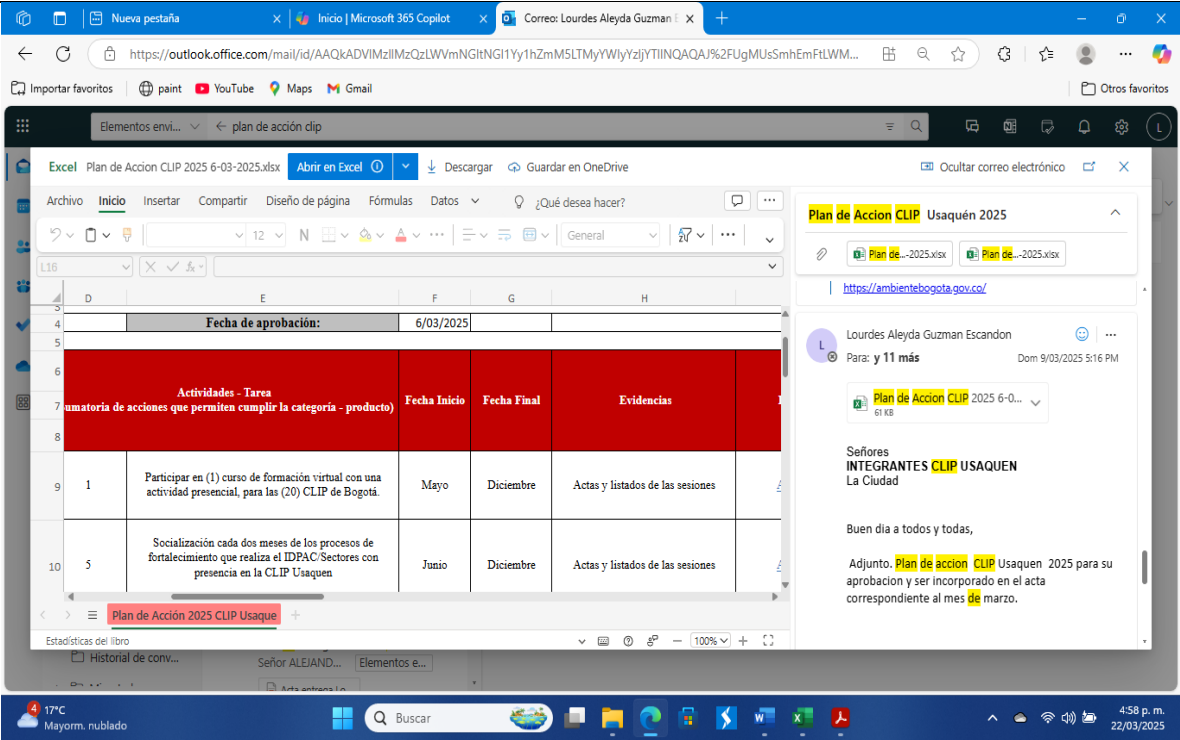 Nueva pestaña
Inicio | Microsoft 365 Copilot
Correo: Lourdes Aleyda Guzman E
https://outlook.office.com/mail/id/
Importar favoritos
paint
YouTube
Maps
Gmail
Otros favoritos
Elementos envi...
plan de acción clip
L
Excel Plan de Accion CLIP 2025 6-03-2025.xlsx
Abrir en Excel
Descargar
Guardar en OneDrive
Ocultar correo electrónico
Archivo Inicio Insertar Compartir Diseño de página Fórmulas Datos
¿Qué desea hacer?
12
N
General
L16
fx
D E F G H
4 Fecha de aprobación: 6/03/2025
5
6
7
8
Actividades - Tarea
umatoria de acciones que permiten cumplir la categoría - producto)
Fecha Inicio
Fecha Final
Evidencias
9
1
Participar en (1) curso de formación virtual con una
actividad presencial, para las (20) CLIP de Bogotá.
Mayo
Diciembre
Actas y listados de las sesiones
10
5
Socialización cada dos meses de los procesos de
fortalecimiento que realiza el IDPAC/Sectores con
presencia en la CLIP Usaquen
Junio
Diciembre
Actas y listados de las sesiones
Plan de Acción 2025 CLIP Usaque
Estadísticas del libro
100%
Plan de Accion CLIP Usaquén 2025
Plan de...-2025.xlsx
Plan de...-2025.xlsx
https://ambientebogota.gov.co/
L
Lourdes Aleyda Guzman Escandon
Para: y 11 más
Dom 9/03/2025 5:16 PM
Plan de Accion CLIP 2025 6-0...
61 KB
Señores
INTEGRANTES CLIP USAQUEN
La Ciudad
Buen dia a todos y todas,
Adjunto. Plan de accion CLIP Usaquen 2025 para su
aprobacion y ser incorporado en el acta
correspondiente al mes de marzo.
Historial de conv...
Señor ALEJAND...
Elementos e...
4
17°C
Mayorm. nublado
Buscar
4:58 p. m.
22/03/2025